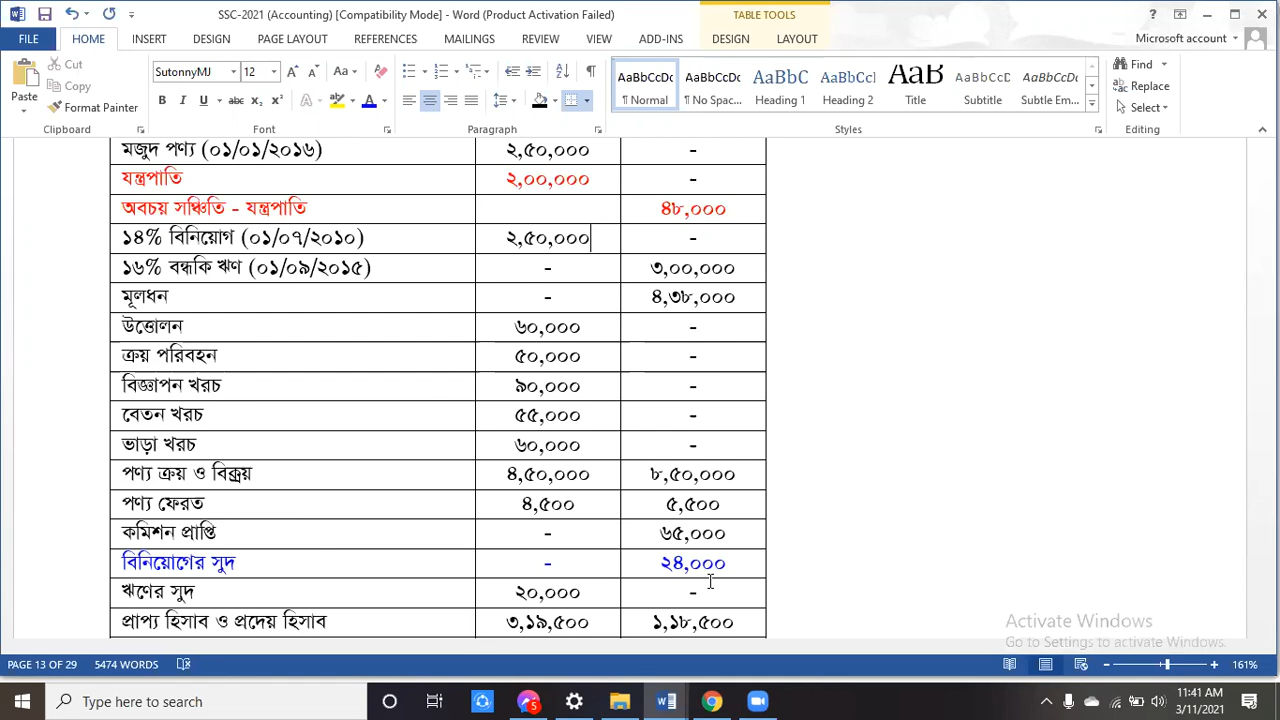 SSC-2021 (Accounting) [Compatibility Mode] - Word (Product Activation Failed)
TABLE TOOLS
FILE HOME INSERT DESIGN PAGE LAYOUT REFERENCES MAILINGS REVIEW VIEW ADD-INS DESIGN LAYOUT Microsoft account
Cut
Copy
Format Painter
Paste
Clipboard
SutonnyMJ 12
Font
Paragraph
AaBbCcDc AaBbCcDc AaBbC AaBbCcC AaB AaBbCcD AaBbCcDc
¶ Normal ¶ No Spac... Heading 1 Heading 2 Title Subtitle Subtle Em...
Styles
Find
Replace
Select
Editing
মজুদ পণ্য (০১/০১/২০১৬) ২,৫০,০০০ -
যন্ত্রপাতি ২,০০,০০০ -
অবচয় সঞ্চিতি - যন্ত্রপাতি ৪৮,০০০
১৪% বিনিয়োগ (০১/০৭/২০১০) ২,৫০,০০০ -
১৬% বন্ধকি ঋণ (০১/০৯/২০১৫) - ৩,০০,০০০
মূলধন - ৪,৩৮,০০০
উত্তোলন ৬০,০০০ -
ক্রয় পরিবহন ৫০,০০০ -
বিজ্ঞাপন খরচ ৯০,০০০ -
বেতন খরচ ৫৫,০০০ -
ভাড়া খরচ ৬০,০০০ -
পণ্য ক্রয় ও বিক্রয় ৪,৫০,০০০ ৮,৫০,০০০
পণ্য ফেরত ৪,৫০০ ৫,৫০০
কমিশন প্রাপ্তি - ৬৫,০০০
বিনিয়োগের সুদ - ২৪,০০০
ঋণের সুদ ২০,০০০ -
প্রাপ্য হিসাব ও প্রদেয় হিসাব ৩,১৯,৫০০ ১,১৮,৫০০
Activate Windows
Go to Settings to activate Windows.
PAGE 13 OF 29 5474 WORDS 161%
Type here to search
5
11:41 AM
3/11/2021